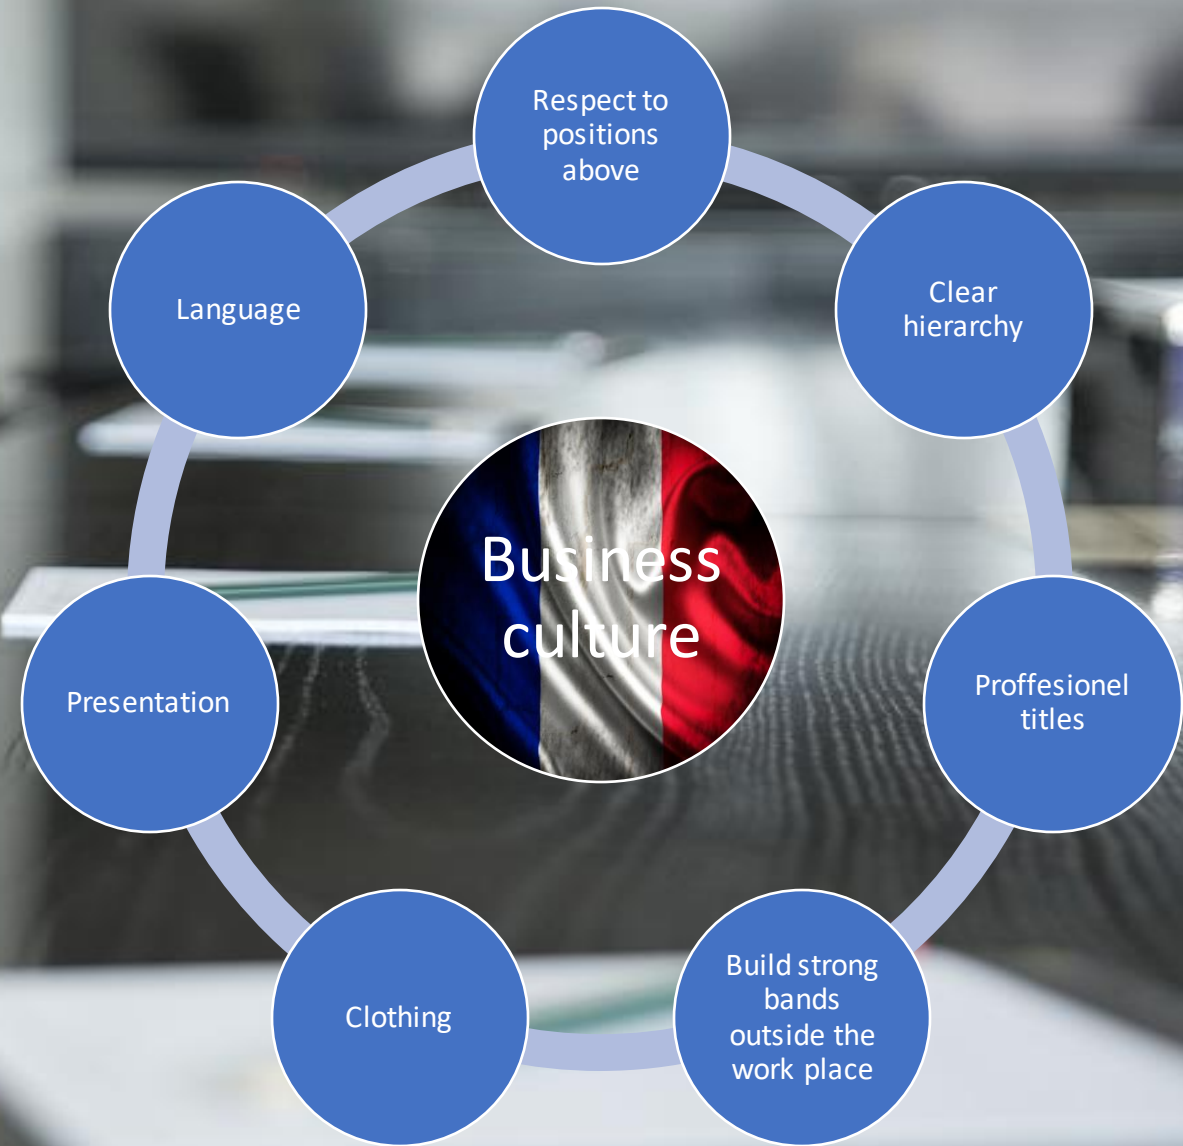 Respect to
positions
above
Clear
hierarchy
Proffesionel
titles
Build strong
bands
outside the
work place
Clothing
Presentation
Language
Business
culture